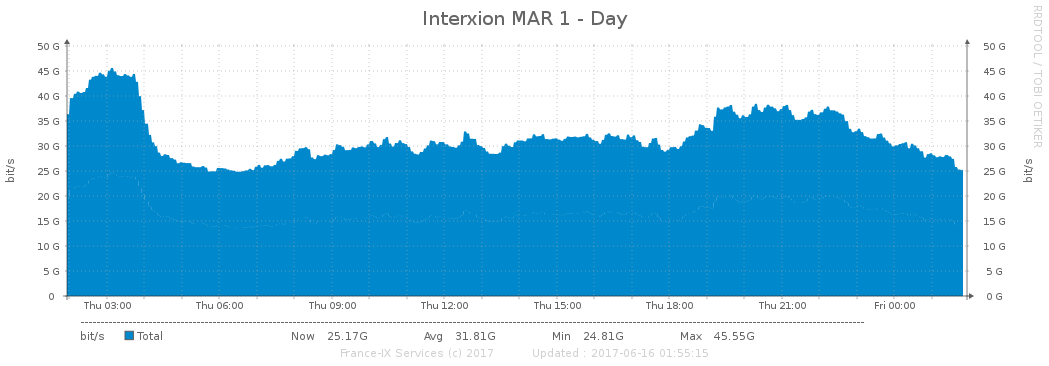 Interxion MAR 1 - Day
RRDTOOL / TOBI OETIKER
50 G 50 G
45 G 45 G
40 G 40 G
35 G 35 G
30 G 30 G
25 G 25 G
20 G 20 G
15 G 15 G
10 G 10 G
5 G 5 G
0 0 G
bit/s bit/s
Thu 03:00 Thu 06:00 Thu 09:00 Thu 12:00 Thu 15:00 Thu 18:00 Thu 21:00 Fri 00:00
bit/s Total Now 25.17G Avg 31.81G Min 24.81G Max 45.55G
France-IX Services (c) 2017 Updated : 2017-06-16 01:55:15